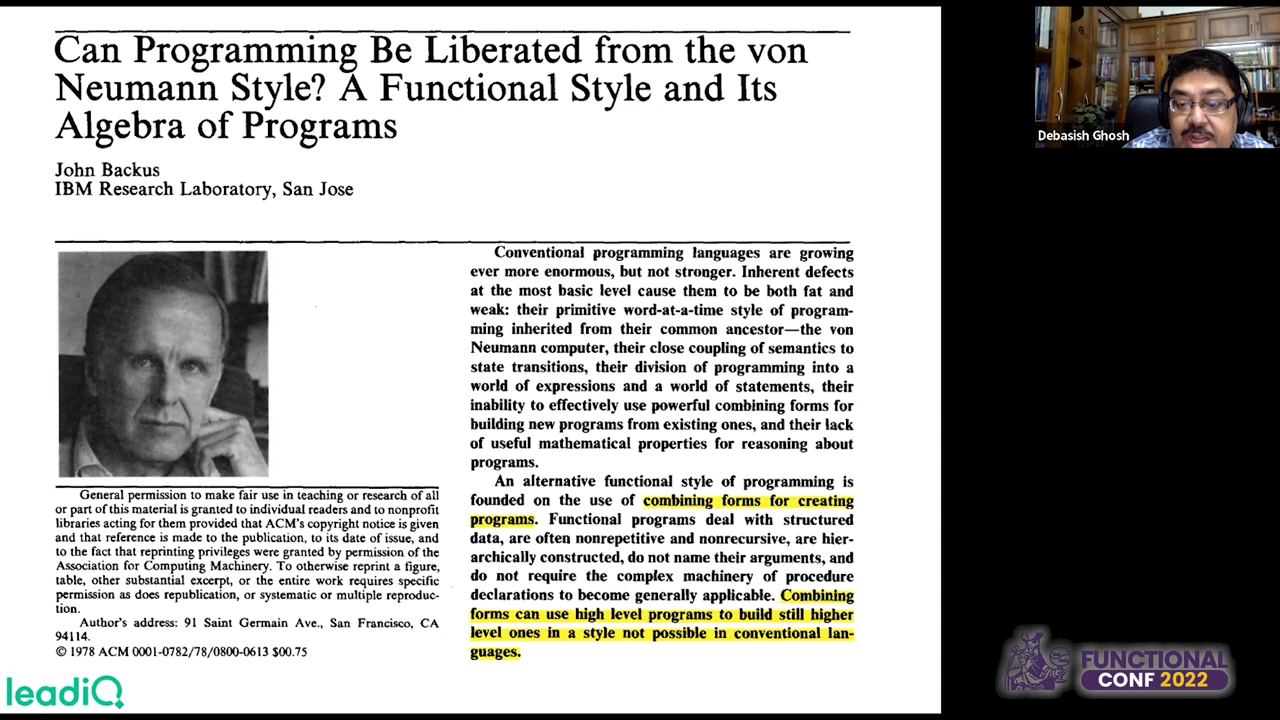 Can Programming Be Liberated from the von
Neumann Style? A Functional Style and Its
Algebra of Programs
John Backus
IBM Research Laboratory, San Jose
General permission to make fair use in teaching or research of all
or part of this material is granted to individual readers and to nonprofit
libraries acting for them provided that ACM's copyright notice is given
and that reference is made to the publication, to its date of issue, and
to the fact that reprinting privileges were granted by permission of the
Association for Computing Machinery. To otherwise reprint a figure,
table, other substantial excerpt, or the entire work requires specific
permission as does republication, or systematic or multiple reproduc-
tion.
Author's address: 91 Saint Germain Ave., San Francisco, CA
94114.
© 1978 ACM 0001-0782/78/0800-0613 $00.75
Conventional programming languages are growing
ever more enormous, but not stronger. Inherent defects
at the most basic level cause them to be both fat and
weak: their primitive word-at-a-time style of program-
ming inherited from their common ancestor—the von
Neumann computer, their close coupling of semantics to
state transitions, their division of programming into a
world of expressions and a world of statements, their
inability to effectively use powerful combining forms for
building new programs from existing ones, and their lack
of useful mathematical properties for reasoning about
programs.
An alternative functional style of programming is
founded on the use of combining forms for creating
programs. Functional programs deal with structured
data, are often nonrepetitive and nonrecursive, are hier-
archically constructed, do not name their arguments, and
do not require the complex machinery of procedure
declarations to become generally applicable. Combining
forms can use high level programs to build still higher
level ones in a style not possible in conventional lan-
guages.
leadiQ
Debasish Ghosh
FUNCTIONAL
CONF 2022